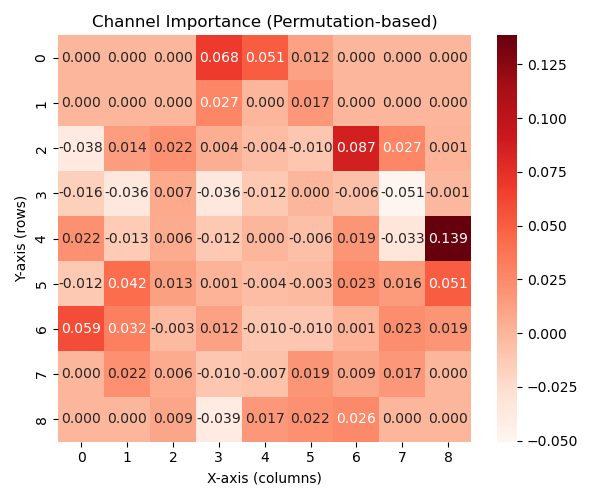 Channel Importance (Permutation-based)
0 0.000 0.000 0.000 0.068 0.051 0.012 0.000 0.000 0.000
1 0.000 0.000 0.000 0.027 0.000 0.017 0.000 0.000 0.000
2 -0.038 0.014 0.022 0.004 -0.004 -0.010 0.087 0.027 0.001
3 -0.016 -0.036 0.007 -0.036 -0.012 0.000 -0.006 -0.051 -0.001
4 0.022 -0.013 0.006 -0.012 0.000 -0.006 0.019 -0.033 0.139
5 -0.012 0.042 0.013 0.001 -0.004 -0.003 0.023 0.016 0.051
6 0.059 0.032 -0.003 0.012 -0.010 -0.010 0.001 0.023 0.019
7 0.000 0.022 0.006 -0.010 -0.007 0.019 0.009 0.017 0.000
8 0.000 0.000 0.009 -0.039 0.017 0.022 0.026 0.000 0.000
0 1 2 3 4 5 6 7 8
X-axis (columns)
Y-axis (rows)
0.125
0.100
0.075
0.050
0.025
0.000
-0.025
-0.050